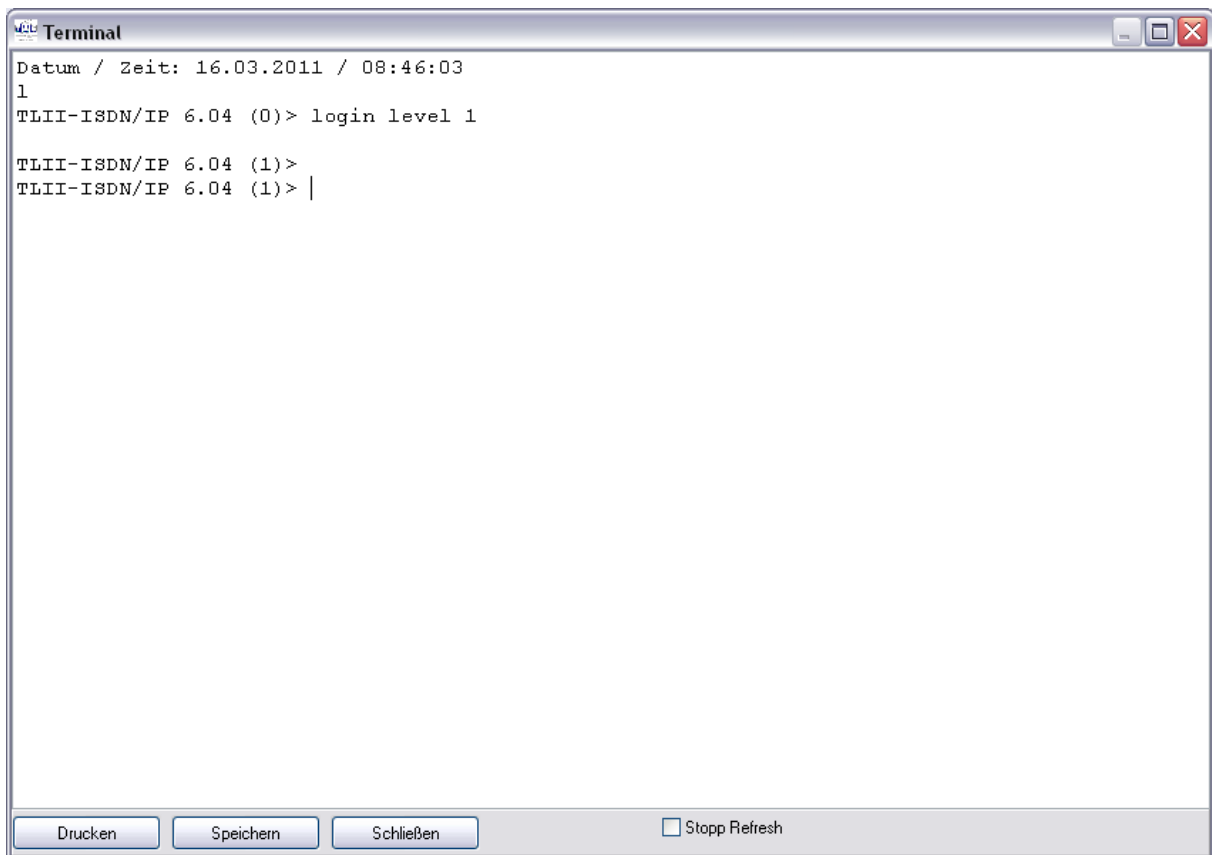 Terminal
Datum / Zeit: 16.03.2011 / 08:46:03
l
TLII-ISDN/IP 6.04 (0)> login level 1
TLII-ISDN/IP 6.04 (1)>
TLII-ISDN/IP 6.04 (1)>
Drucken Speichern Schließen Stopp Refresh